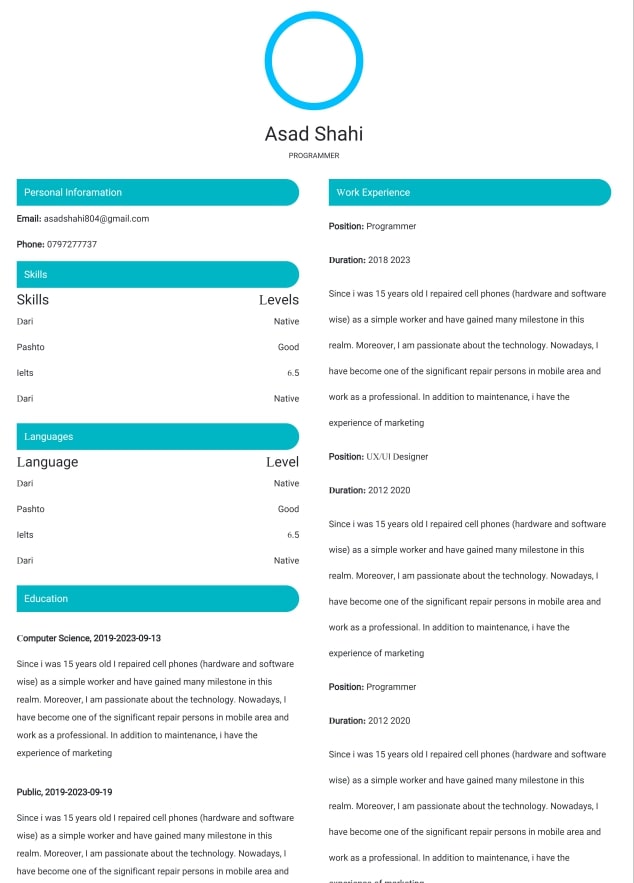 Asad Shahi
PROGRAMMER
Personal Inforamation
Email: asadshahi804@gmail.com
Phone: 0797277737
Skills
Skills Levels
Dari Native
Pashto Good
Ielts 6.5
Dari Native
Languages
Language Level
Dari Native
Pashto Good
Ielts 6.5
Dari Native
Education
Computer Science, 2019-2023-09-13
Since i was 15 years old I repaired cell phones (hardware and software
wise) as a simple worker and have gained many milestone in this
realm. Moreover, I am passionate about the technology. Nowadays, I
have become one of the significant repair persons in mobile area and
work as a professional. In addition to maintenance, i have the
experience of marketing
Public, 2019-2023-09-19
Since i was 15 years old I repaired cell phones (hardware and software
wise) as a simple worker and have gained many milestone in this
realm. Moreover, I am passionate about the technology. Nowadays, I
have become one of the significant repair persons in mobile area and
Work Experience
Position: Programmer
Duration: 2018 2023
Since i was 15 years old I repaired cell phones (hardware and software
wise) as a simple worker and have gained many milestone in this
realm. Moreover, I am passionate about the technology. Nowadays, I
have become one of the significant repair persons in mobile area and
work as a professional. In addition to maintenance, i have the
experience of marketing
Position: UX/UI Designer
Duration: 2012 2020
Since i was 15 years old I repaired cell phones (hardware and software
wise) as a simple worker and have gained many milestone in this
realm. Moreover, I am passionate about the technology. Nowadays, I
have become one of the significant repair persons in mobile area and
work as a professional. In addition to maintenance, i have the
experience of marketing
Position: Programmer
Duration: 2012 2020
Since i was 15 years old I repaired cell phones (hardware and software
wise) as a simple worker and have gained many milestone in this
realm. Moreover, I am passionate about the technology. Nowadays, I
have become one of the significant repair persons in mobile area and
work as a professional. In addition to maintenance, i have the
experience of marketing